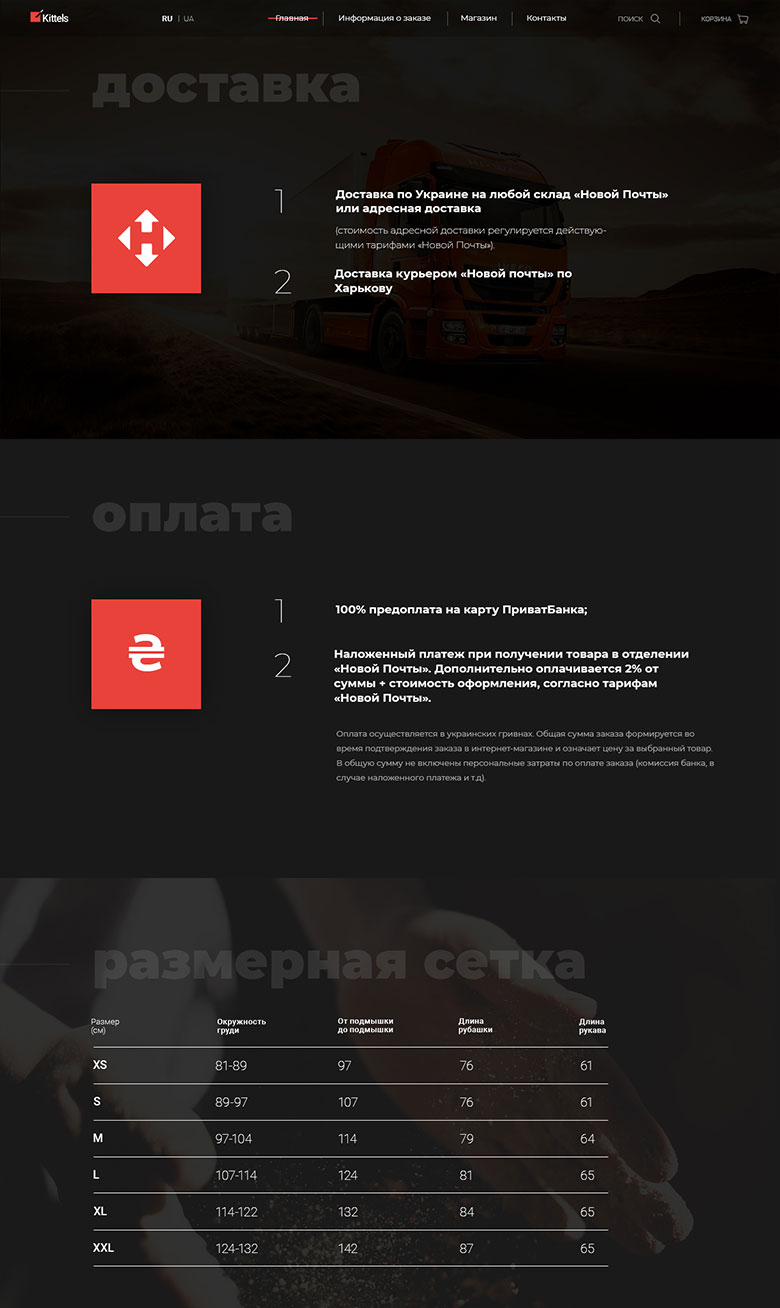 Kittels
RU | UA
Главная
Информация о заказе
Магазин
Контакты
ПОИСК
КОРЗИНА
доставка
1
Доставка по Украине на любой склад «Новой Почты»
или адресная доставка
(стоимость адресной доставки регулируется действую-
щими тарифами «Новой Почты»).
2
Доставка курьером «Новой почты» по
Харькову
оплата
₴
1
100% предоплата на карту ПриватБанка;
2
Наложенный платеж при получении товара в отделении
«Новой Почты». Дополнительно оплачивается 2% от
суммы + стоимость оформления, согласно тарифам
«Новой Почты».
Оплата осуществляется в украинских гривнах. Общая сумма заказа формируется во
время подтверждения заказа в интернет-магазине и означает цену за выбранный товар.
В общую сумму не включены персональные затраты по оплате заказа (комиссия банка, в
случае наложенного платежа и т.д).
размерная сетка
Размер (см) Окружность груди От подмышки до подмышки Длина рубашки Длина рукава
XS 81-89 97 76 61
S 89-97 107 76 61
M 97-104 114 79 64
L 107-114 124 81 65
XL 114-122 132 84 65
XXL 124-132 142 87 65